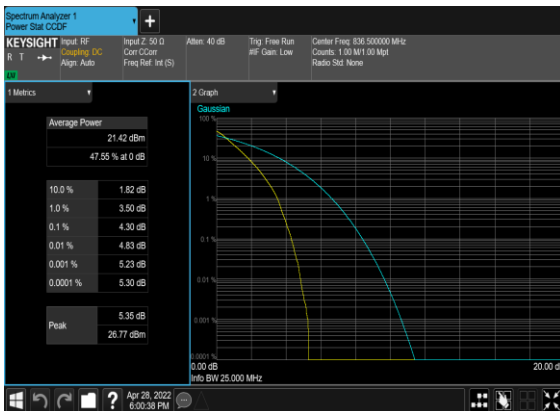 Spectrum Analyzer 1
Power Stat CCDF
KEYSIGHT
R T
LV
Input: RF
Coupling: DC
Align: Auto
Input Z: 50 Ω
Corr CCorr
Freq Ref: Int (S)
Atten: 40 dB
Trig: Free Run
#IF Gain: Low
Center Freq: 836.500000 MHz
Counts: 1.00 M/1.00 Mpt
Radio Std: None
1 Metrics
Average Power
21.42 dBm
47.55 % at 0 dB
10.0 % 1.82 dB
1.0 % 3.50 dB
0.1 % 4.30 dB
0.01 % 4.83 dB
0.001 % 5.23 dB
0.0001 % 5.30 dB
Peak 5.35 dB
26.77 dBm
2 Graph
Gaussian
100 %
10 %
1 %
0.1 %
0.01 %
0.001 %
0.0001 %
0.00 dB 20.00 d
Info BW 25.000 MHz
Apr 28, 2022
6:00:38 PM